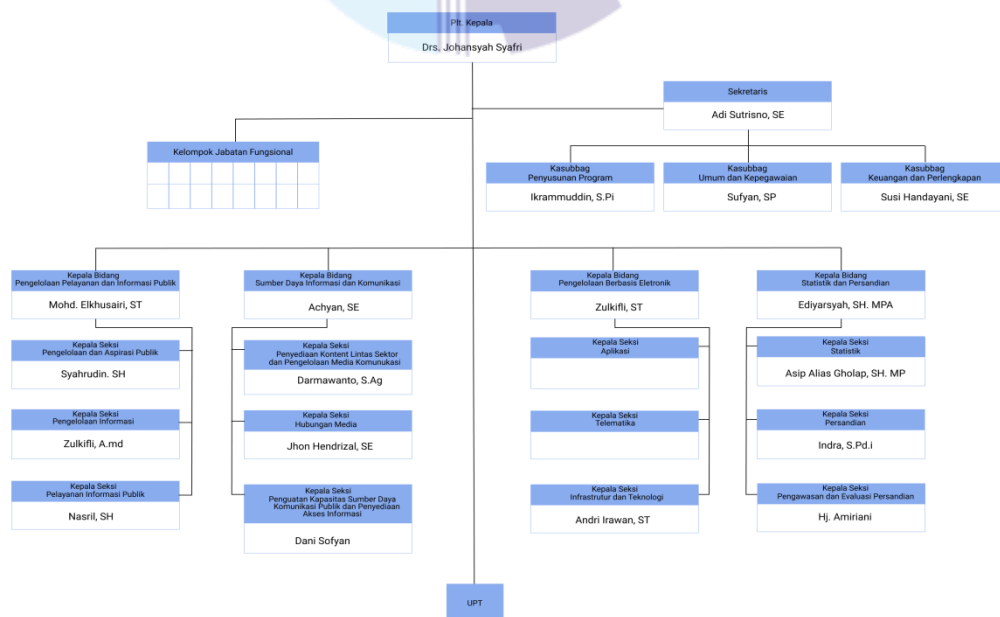 Plt. Kepala
Drs. Johansyah Syafri
Sekretaris
Adi Sutrisno, SE
Kelompok Jabatan Fungsional
Kasubbag
Penyusunan Program
Ikrammuddin, S.Pi
Kasubbag
Umum dan Kepegawaian
Sufyan, SP
Kasubbag
Keuangan dan Perlengkapan
Susi Handayani, SE
Kepala Bidang
Pengelolaan Pelayanan dan Informasi Publik
Mohd. Elkhusairi, ST
Kepala Seksi
Pengelolaan dan Aspirasi Publik
Syahrudin. SH
Kepala Seksi
Pengelolaan Informasi
Zulkifli, A.md
Kepala Seksi
Pelayanan Informasi Publik
Nasril, SH
Kepala Bidang
Sumber Daya Informasi dan Komunikasi
Achyan, SE
Kepala Seksi
Penyediaan Kontent Lintas Sektor
dan Pengelolaan Media Komunukasi
Darmawanto, S.Ag
Kepala Seksi
Hubungan Media
Jhon Hendrizal, SE
Kepala Seksi
Penguatan Kapasitas Sumber Daya
Komunikasi Publik dan Penyediaan
Akses Informasi
Dani Sofyan
Kepala Bidang
Pengelolaan Berbasis Eletronik
Zulkifli, ST
Kepala Seksi
Aplikasi
Kepala Seksi
Telematika
Kepala Seksi
Infrastrutur dan Teknologi
Andri Irawan, ST
Kepala Bidang
Statistik dan Persandian
Ediyarsyah, SH. MPA
Kepala Seksi
Statistik
Asip Alias Gholap, SH. MP
Kepala Seksi
Persandian
Indra, S.Pd.i
Kepala Seksi
Pengawasan dan Evaluasi Persandian
Hj. Amiriani
UPT